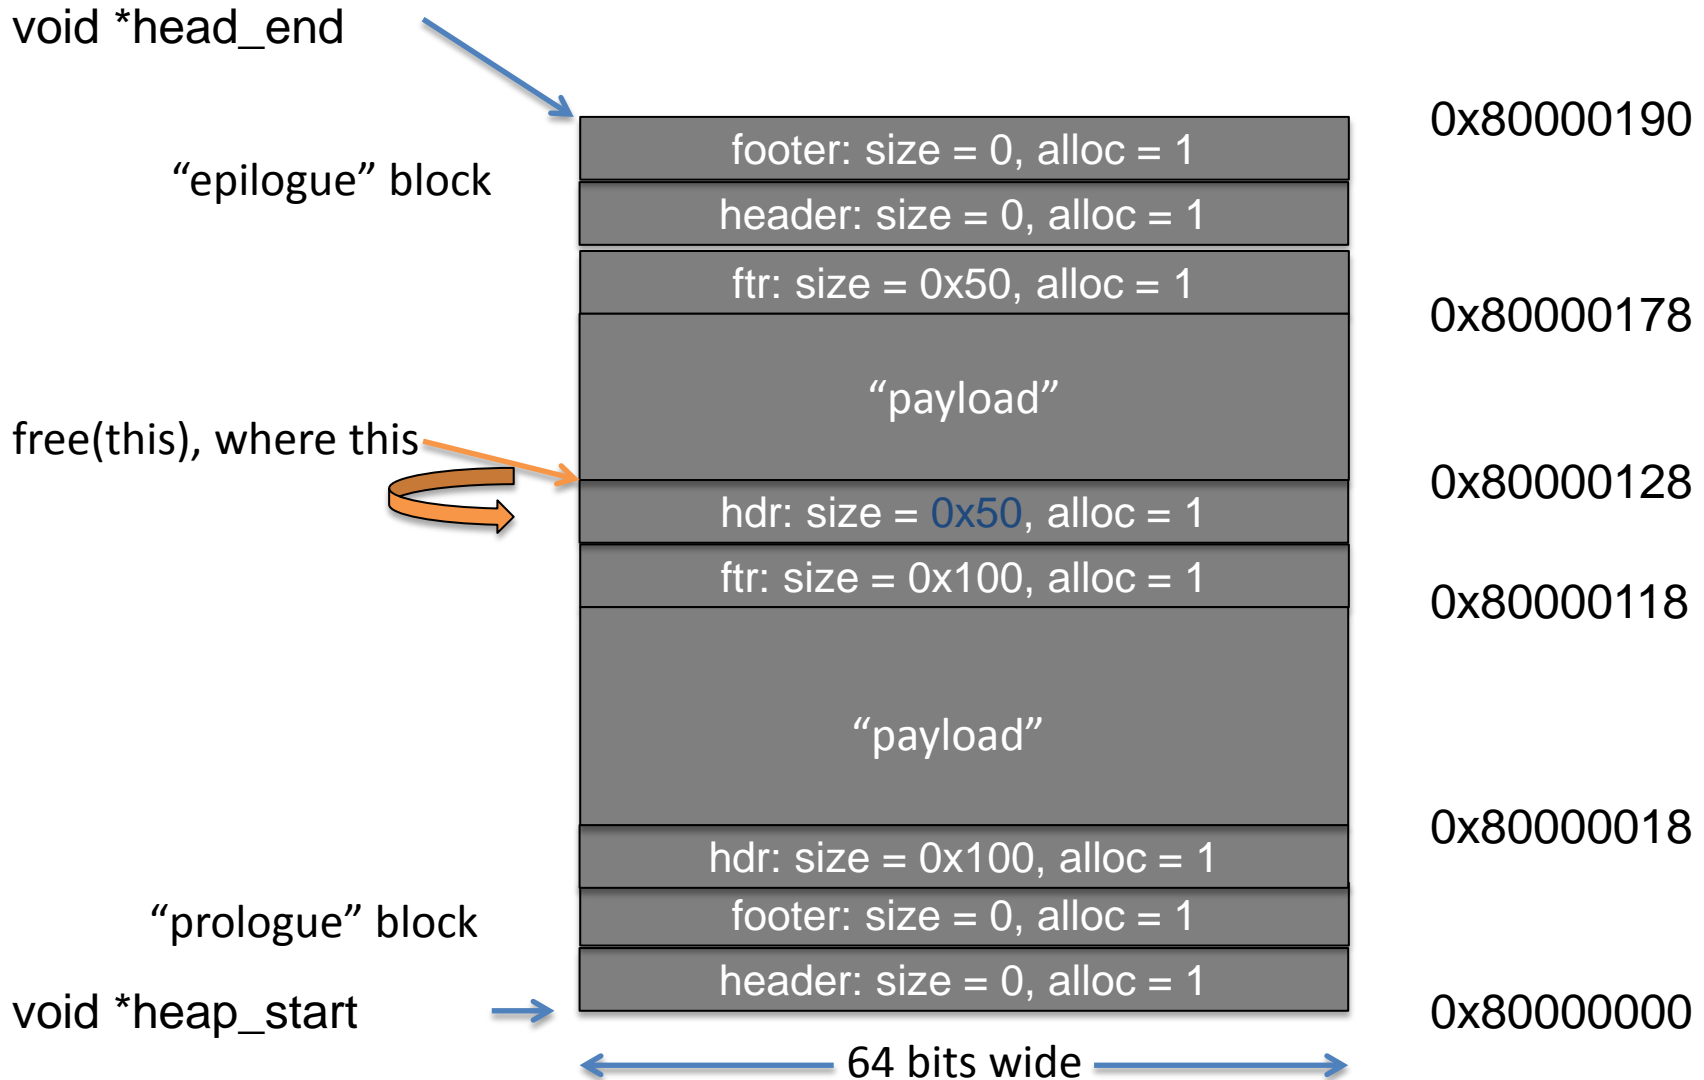 void *head_end
0x80000190
footer: size = 0, alloc = 1
“epilogue” block
header: size = 0, alloc = 1
ftr: size = 0x50, alloc = 1
0x80000178
“payload”
free(this), where this
0x80000128
hdr: size = 0x50, alloc = 1
ftr: size = 0x100, alloc = 1
0x80000118
“payload”
0x80000018
hdr: size = 0x100, alloc = 1
footer: size = 0, alloc = 1
“prologue” block
header: size = 0, alloc = 1
void *heap_start
0x80000000
64 bits wide